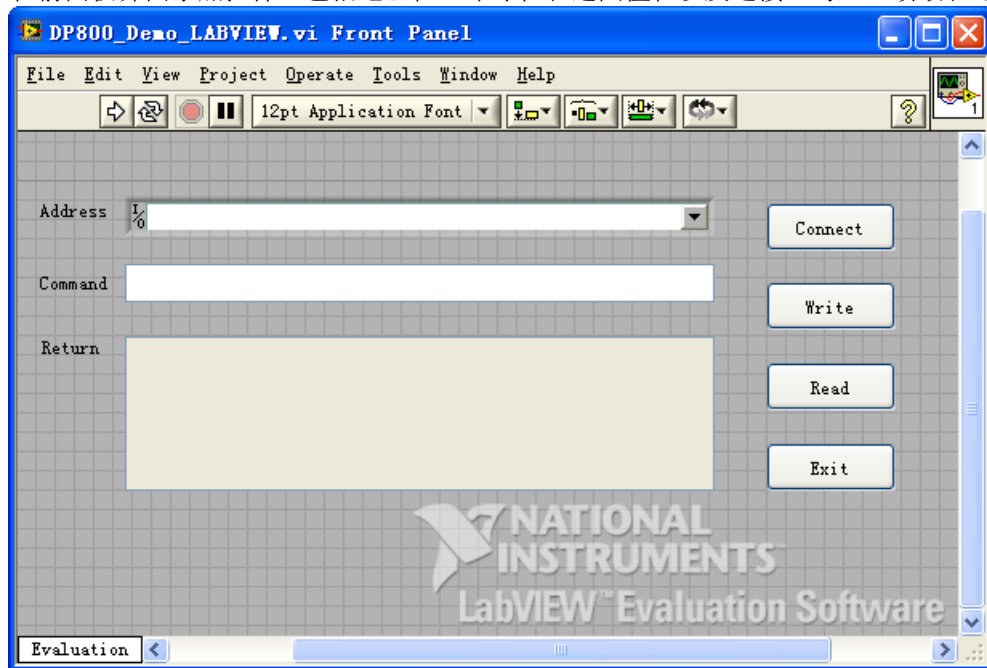 DP800_Demo_LABVIEW.vi Front Panel
File Edit View Project Operate Tools Window Help
12pt Application Font
1
Address
I/O
Connect
Command
Write
Return
Read
Exit
NATIONAL
INSTRUMENTS
LabVIEW™ Evaluation Software
Evaluation